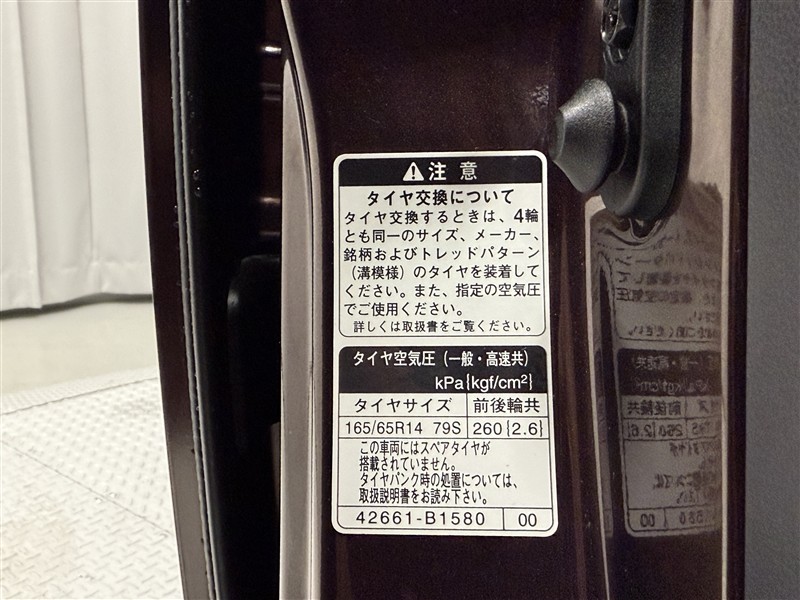 ⚠注 意
タイヤ交換について
タイヤ交換するときは、4輪
とも同一のサイズ、メーカー、
銘柄およびトレッドパターン
（溝模様）のタイヤを装着して
ください。また、指定の空気圧
でご使用ください。
詳しくは取扱書をご覧ください。
タイヤ空気圧（一般・高速共）
kPa{kgf/cm²}
タイヤサイズ 前後輪共
165/65R14 79S 260{2.6}
この車両にはスペアタイヤが
搭載されていません。
タイヤパンク時の処置については、
取扱説明書をお読み下さい。
42661-B1580 00